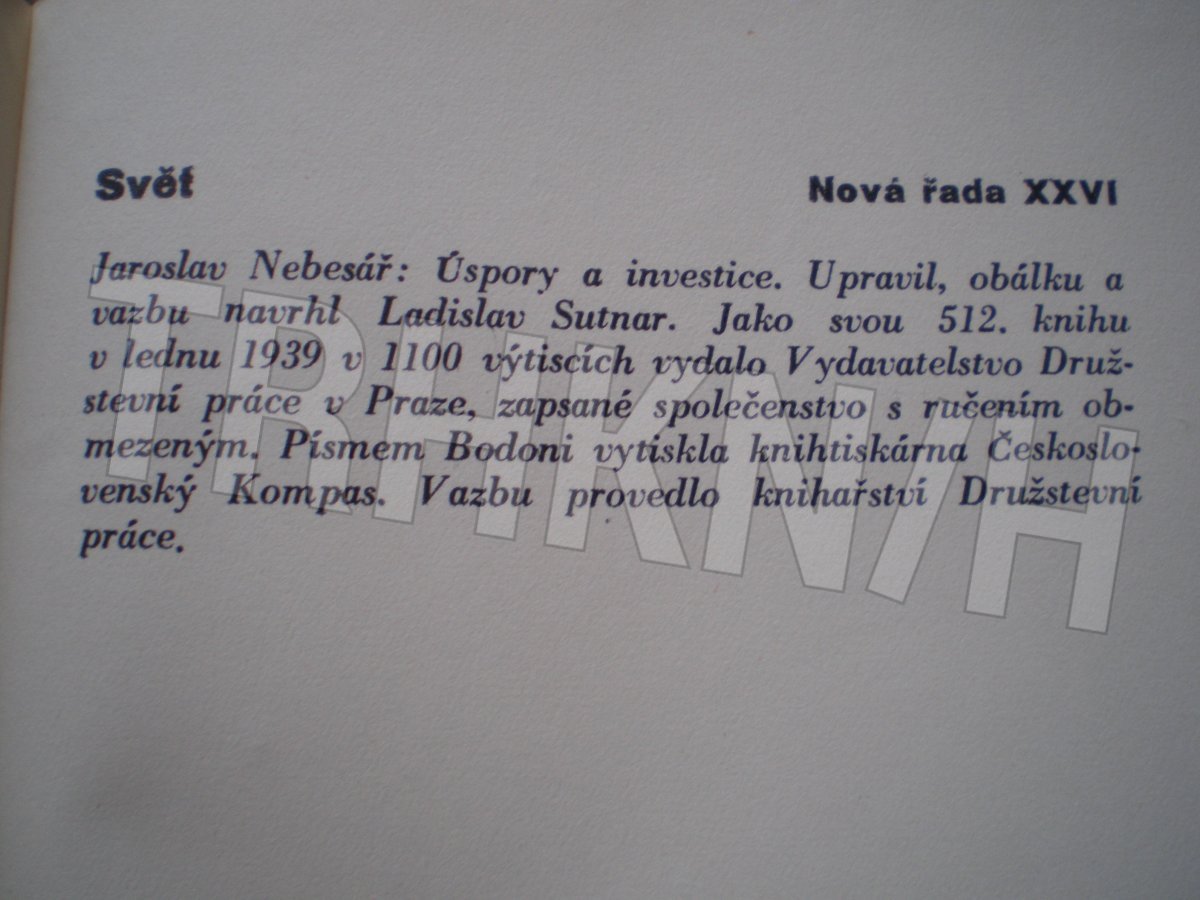 Svět
Nová řada XXVI
Jaroslav Nebesář: Úspory a investice. Upravil, obálku a
vazbu navrhl Ladislav Sutnar. Jako svou 512. knihu
v lednu 1939 v 1100 výtiscích vydalo Vydavatelstvo Druž-
stevní práce v Praze, zapsané společenstvo s ručením ob-
mezeným. Písmem Bodoni vytiskla knihtiskárna Českoslo-
venský Kompas. Vazbu provedlo knihařství Družstevní
práce.
TRHKNIH